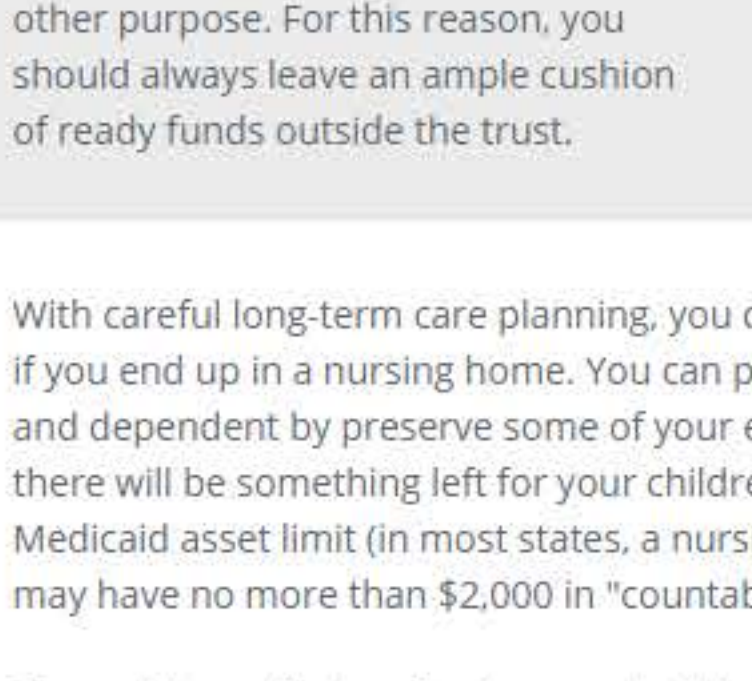 other purpose. For this reason, you
should always leave an ample cushion
of ready funds outside the trust.
With careful long-term care planning, you
if you end up in a nursing home. You can
and dependent by preserve some of your
there will be something left for your childre
Medicaid asset limit (in most states, a nurs
may have no more than $2,000 in "countab